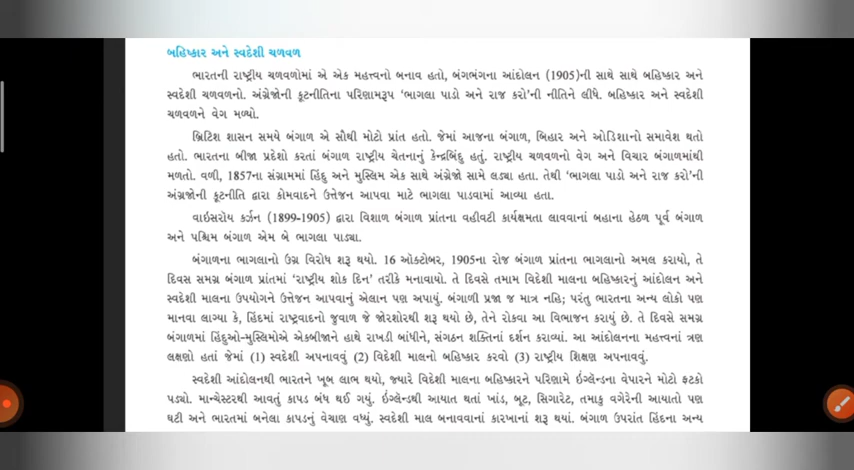 બહિષ્કાર અને સ્વદેશી ચળવળ
ભારતની રાષ્ટ્રીય ચળવળોમાં એ એક મહત્ત્વનો બનાવ હતો, બંગભંગના આંદોલન (1905)ની સાથે સાથે બહિષ્કાર અને
સ્વદેશી ચળવળનો. અંગ્રેજોની કૂટનીતિના પરિણામરૂપ 'ભાગલા પાડો અને રાજ કરો'ની નીતિને લીધે. બહિષ્કાર અને સ્વદેશી
ચળવળને વેગ મળ્યો.
બ્રિટિશ શાસન સમયે બંગાળ એ સૌથી મોટો પ્રાંત હતો. જેમાં આજના બંગાળ, બિહાર અને ઓડિશાનો સમાવેશ થતો
હતો. ભારતના બીજા પ્રદેશો કરતાં બંગાળ રાષ્ટ્રીય ચેતનાનું કેન્દ્રબિંદુ હતું. રાષ્ટ્રીય ચળવળનો વેગ અને વિચાર બંગાળમાંથી
મળતો. વળી, 1857ના સંગ્રામમાં હિંદુ અને મુસ્લિમ એક સાથે અંગ્રેજો સામે લડ્યા હતા. તેથી 'ભાગલા પાડો અને રાજ કરો'ની
અંગ્રેજોની કૂટનીતિ દ્વારા કોમવાદને ઉત્તેજન આપવા માટે ભાગલા પાડવામાં આવ્યા હતા.
વાઇસરોય કર્ઝન (1899-1905) દ્વારા વિશાળ બંગાળ પ્રાંતના વહીવટી કાર્યક્ષમતા લાવવાનાં બહાના હેઠળ પૂર્વ બંગાળ
અને પશ્ચિમ બંગાળ એમ બે ભાગલા પાડ્યા.
બંગાળના ભાગલાનો ઉગ્ર વિરોધ શરૂ થયો. 16 ઑક્ટોબર, 1905ના રોજ બંગાળ પ્રાંતના ભાગલાનો અમલ કરાયો, તે
દિવસ સમગ્ર બંગાળ પ્રાંતમાં 'રાષ્ટ્રીય શોક દિન' તરીકે મનાવાયો. તે દિવસે તમામ વિદેશી માલના બહિષ્કારનું આંદોલન અને
સ્વદેશી માલના ઉપયોગને ઉત્તેજન આપવાનું એલાન પણ અપાયું. બંગાળી પ્રજા જ માત્ર નહિ; પરંતુ ભારતના અન્ય લોકો પણ
માનવા લાગ્યા કે, હિંદમાં રાષ્ટ્રવાદનો જુવાળ જે જોરશોરથી શરૂ થયો છે, તેને રોકવા આ વિભાજન કરાયું છે. તે દિવસે સમગ્ર
બંગાળમાં હિંદુઓ-મુસ્લિમોએ એકબીજાને હાથે રાખડી બાંધીને, સંગઠન શક્તિનાં દર્શન કરાવ્યાં. આ આંદોલનના મહત્ત્વનાં ત્રણ
લક્ષણો હતાં જેમાં (1) સ્વદેશી અપનાવવું (2) વિદેશી માલનો બહિષ્કાર કરવો (3) રાષ્ટ્રીય શિક્ષણ અપનાવવું.
સ્વદેશી આંદોલનથી ભારતને ખૂબ લાભ થયો, જ્યારે વિદેશી માલના બહિષ્કારને પરિણામે ઇંગ્લૅન્ડના વેપારને મોટો ફટકો
પડ્યો. માન્ચેસ્ટરથી આવતું કાપડ બંધ થઈ ગયું. ઇંગ્લૅન્ડથી આયાત થતાં ખાંડ, બૂટ, સિગારેટ, તમાકુ વગેરેની આયાતો પણ
ઘટી અને ભારતમાં બનેલા કાપડનું વેચાણ વધ્યું. સ્વદેશી માલ બનાવવાનાં કારખાનાં શરૂ થયાં. બંગાળ ઉપરાંત હિંદના અન્ય